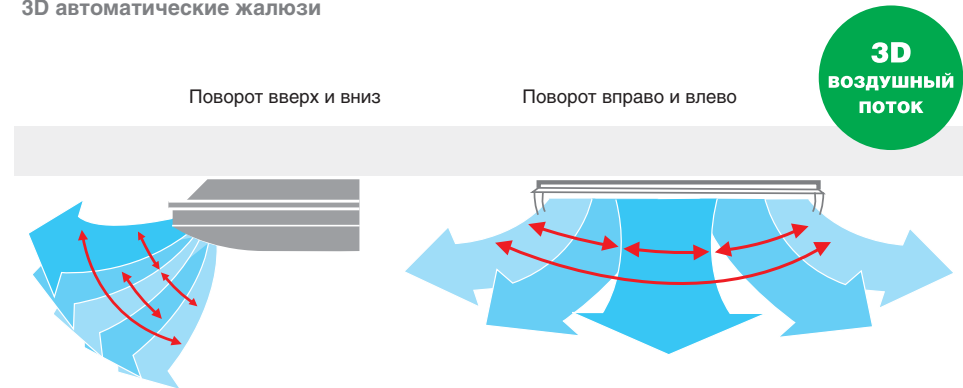 3D автоматические жалюзи
3D
ВОЗДУШНЫЙ
ПОТОК
Поворот вверх и вниз
Поворот вправо и влево